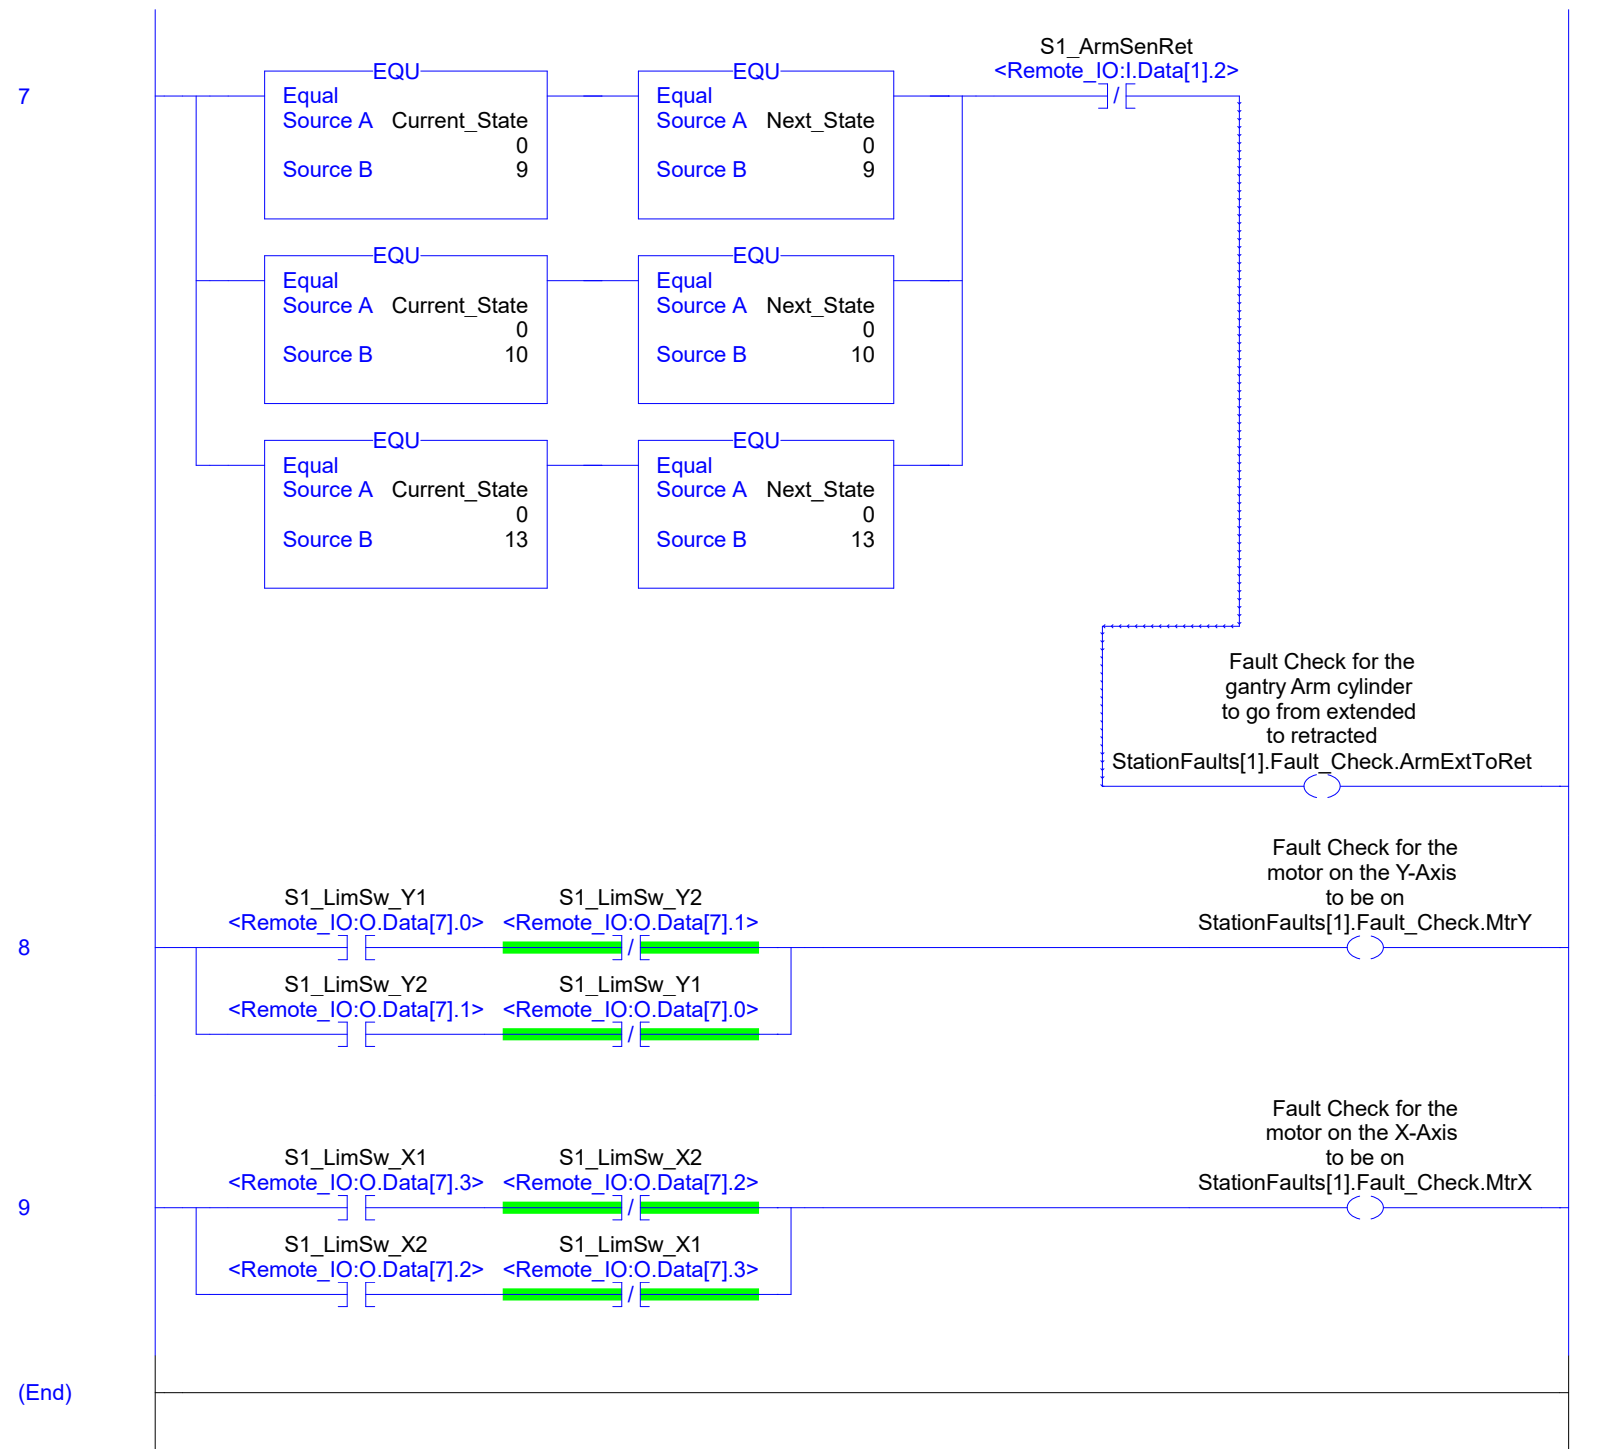 7
S1_ArmSenRet
<Remote_IO:I.Data[1].2>
EQU
Equal
Source A Current_State
0
Source B 9
EQU
Equal
Source A Next_State
0
Source B 9
/
EQU
Equal
Source A Current_State
0
Source B 10
EQU
Equal
Source A Next_State
0
Source B 10
EQU
Equal
Source A Current_State
0
Source B 13
EQU
Equal
Source A Next_State
0
Source B 13
Fault Check for the
gantry Arm cylinder
to go from extended
to retracted
StationFaults[1].Fault_Check.ArmExtToRet
8
S1_LimSw_Y1
<Remote_IO:O.Data[7].0>
S1_LimSw_Y2
<Remote_IO:O.Data[7].1>
/
S1_LimSw_Y2
<Remote_IO:O.Data[7].1>
S1_LimSw_Y1
<Remote_IO:O.Data[7].0>
/
Fault Check for the
motor on the Y-Axis
to be on
StationFaults[1].Fault_Check.MtrY
9
S1_LimSw_X1
<Remote_IO:O.Data[7].3>
S1_LimSw_X2
<Remote_IO:O.Data[7].2>
/
S1_LimSw_X2
<Remote_IO:O.Data[7].2>
S1_LimSw_X1
<Remote_IO:O.Data[7].3>
/
Fault Check for the
motor on the X-Axis
to be on
StationFaults[1].Fault_Check.MtrX
(End)